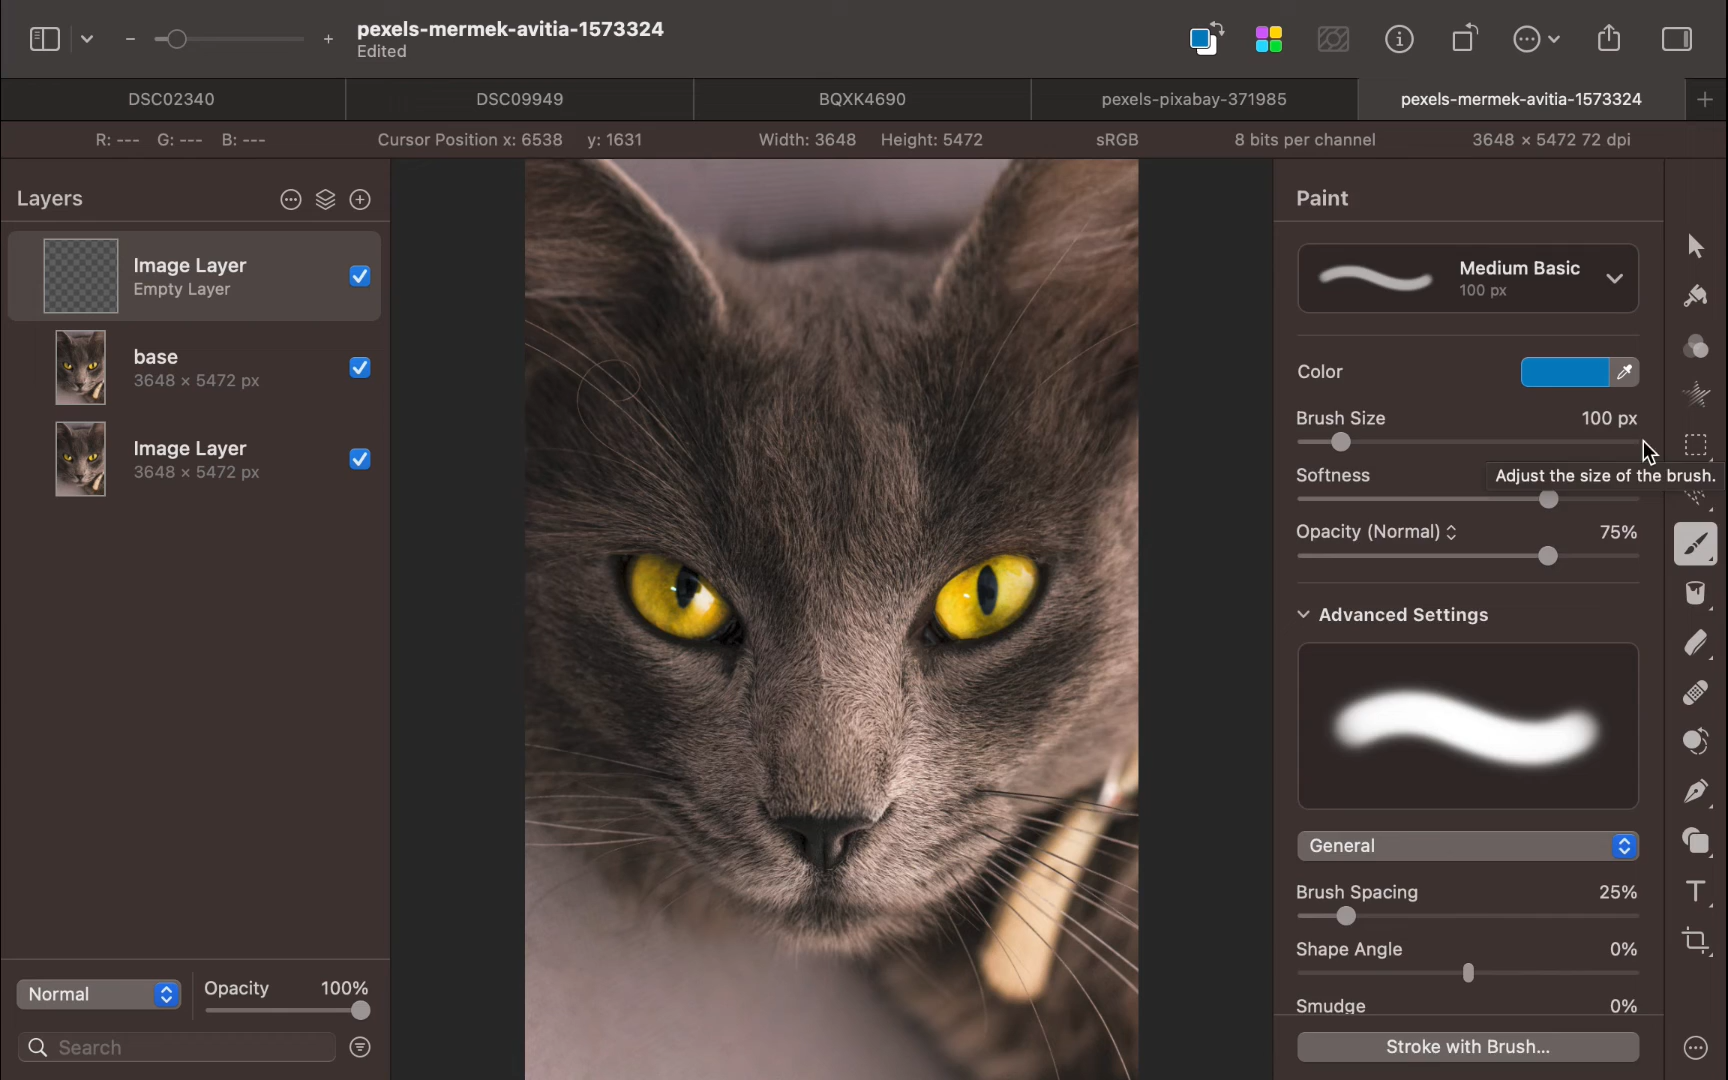 pexels-mermek-avitia-1573324
Edited
DSC02340
DSC09949
BQXK4690
pexels-pixabay-371985
pexels-mermek-avitia-1573324
R: --- G: --- B: ---
Cursor Position x: 6538 y: 1631
Width: 3648 Height: 5472
sRGB
8 bits per channel
3648 × 5472 72 dpi
Layers
Image Layer
Empty Layer
base
3648 × 5472 px
Image Layer
3648 × 5472 px
Normal
Opacity 100%
Search
Paint
Medium Basic
100 px
Color
Brush Size 100 px
Softness
Adjust the size of the brush.
Opacity (Normal) 75%
Advanced Settings
General
Brush Spacing 25%
Shape Angle 0%
Smudge 0%
Stroke with Brush...